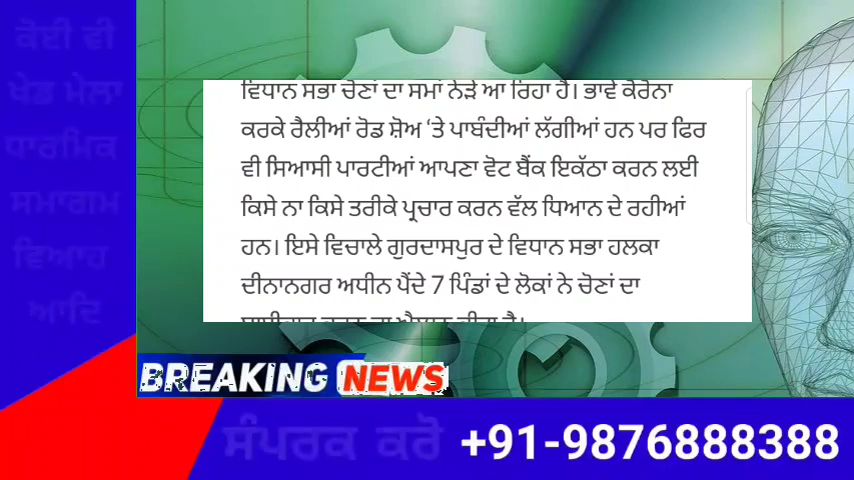 ਕੋਈ ਵੀ
ਖੇਡ ਮੇਲਾ
ਧਾਰਮਿਕ
ਸਮਾਗਮ
ਵਿਆਹ
ਆਦਿ
ਵਿਧਾਨ ਸਭਾ ਚੋਣਾਂ ਦਾ ਸਮਾਂ ਨੇੜੇ ਆ ਰਿਹਾ ਹੈ। ਭਾਵੇਂ ਕੋਰੋਨਾ
ਕਰਕੇ ਰੈਲੀਆਂ ਰੋਡ ਸ਼ੋਅ ‘ਤੇ ਪਾਬੰਦੀਆਂ ਲੱਗੀਆਂ ਹਨ ਪਰ ਫਿਰ
ਵੀ ਸਿਆਸੀ ਪਾਰਟੀਆਂ ਆਪਣਾ ਵੋਟ ਬੈਂਕ ਇਕੱਠਾ ਕਰਨ ਲਈ
ਕਿਸੇ ਨਾ ਕਿਸੇ ਤਰੀਕੇ ਪ੍ਰਚਾਰ ਕਰਨ ਵੱਲ ਧਿਆਨ ਦੇ ਰਹੀਆਂ
ਹਨ। ਇਸੇ ਵਿਚਾਲੇ ਗੁਰਦਾਸਪੁਰ ਦੇ ਵਿਧਾਨ ਸਭਾ ਹਲਕਾ
ਦੀਨਾਨਗਰ ਅਧੀਨ ਪੈਂਦੇ 7 ਪਿੰਡਾਂ ਦੇ ਲੋਕਾਂ ਨੇ ਚੋਣਾਂ ਦਾ
BREAKING NEWS
ਸੰਪਰਕ ਕਰੋ +91-9876888388